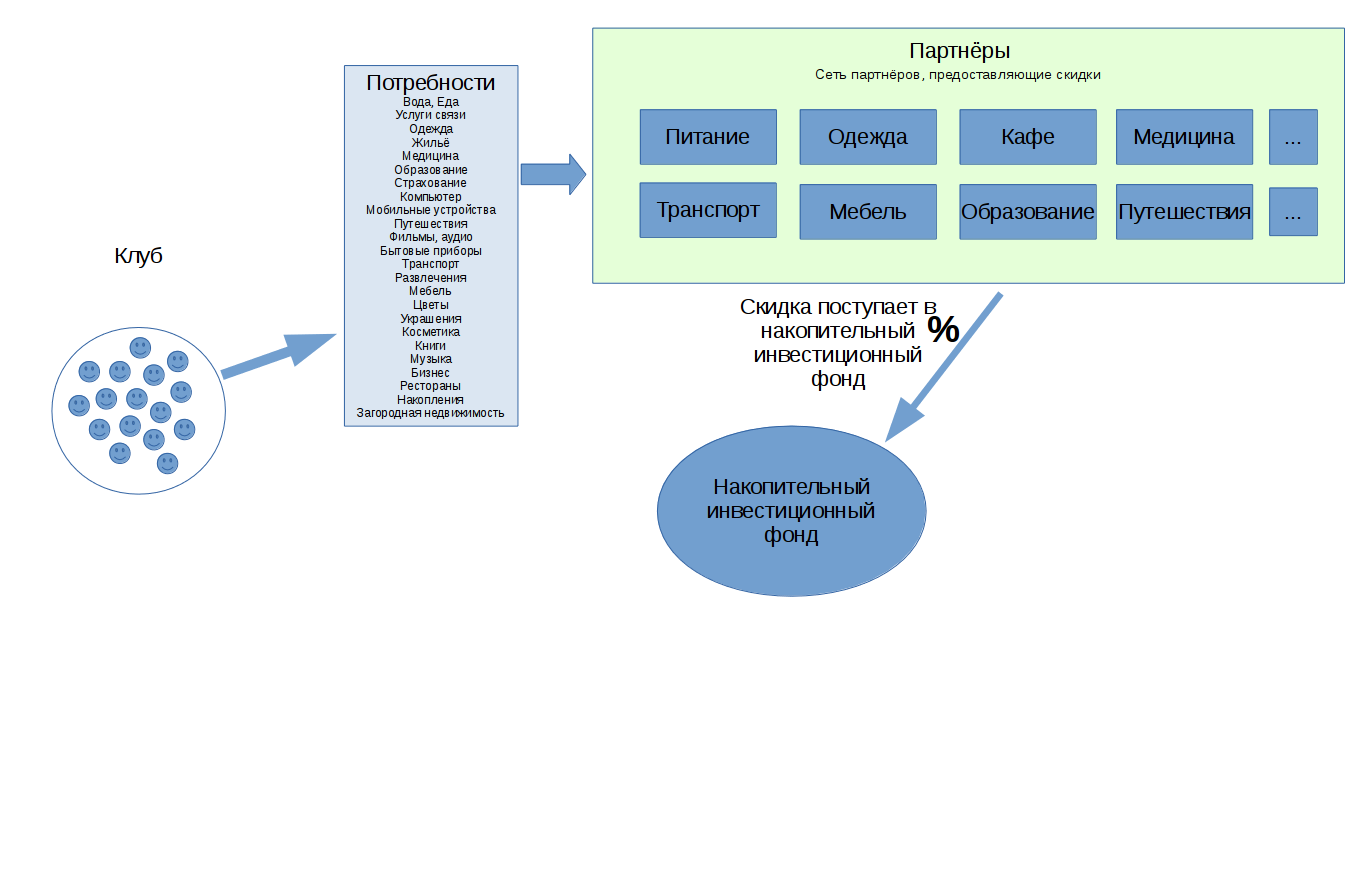 Клуб
Потребности
Вода, Еда
Услуги связи
Одежда
Жильё
Медицина
Образование
Страхование
Компьютер
Мобильные устройства
Путешествия
Фильмы, аудио
Бытовые приборы
Транспорт
Развлечения
Мебель
Цветы
Украшения
Косметика
Книги
Музыка
Бизнес
Рестораны
Накопления
Загородная недвижимость
Партнёры
Сеть партнёров, предоставляющие скидки
Питание
Одежда
Кафе
Медицина
...
Транспорт
Мебель
Образование
Путешествия
...
Скидка поступает в
накопительный
инвестиционный
фонд
%
Накопительный
инвестиционный
фонд